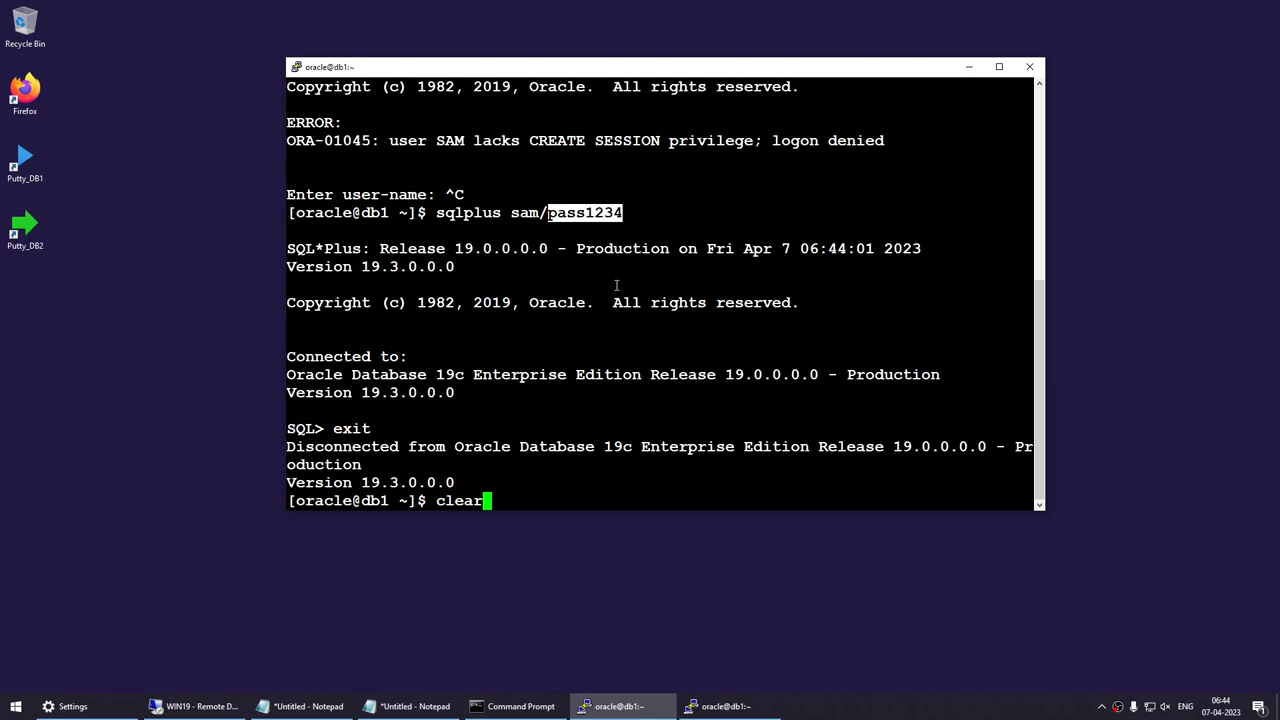 Recycle Bin
Firefox
Putty_DB1
Putty_DB2
oracle@db1:~
Copyright (c) 1982, 2019, Oracle.  All rights reserved.
ERROR:
ORA-01045: user SAM lacks CREATE SESSION privilege; logon denied
Enter user-name: ^C
[oracle@db1 ~]$ sqlplus sam/pass1234
SQL*Plus: Release 19.0.0.0.0 - Production on Fri Apr 7 06:44:01 2023
Version 19.3.0.0.0
Copyright (c) 1982, 2019, Oracle.  All rights reserved.
Connected to:
Oracle Database 19c Enterprise Edition Release 19.0.0.0.0 - Production
Version 19.3.0.0.0
SQL> exit
Disconnected from Oracle Database 19c Enterprise Edition Release 19.0.0.0.0 - Pr
oduction
Version 19.3.0.0.0
[oracle@db1 ~]$ clear
Settings
WIN19 - Remote D...
*Untitled - Notepad
*Untitled - Notepad
Command Prompt
oracle@db1:~
oracle@db1:~
ENG
06:44
07-04-2023